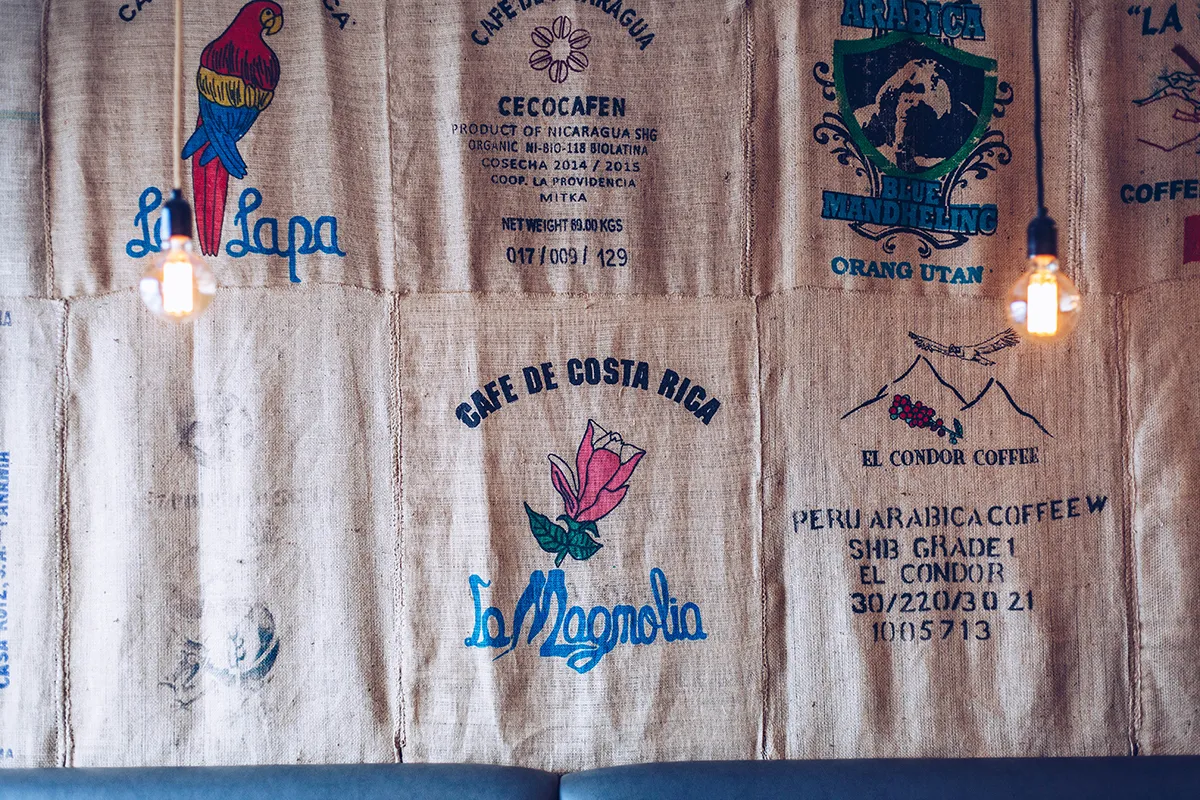 La Lapa
CAFE DE NICARAGUA
CECOCAFEN
PRODUCT OF NICARAGUA SHG
ORGANIC NI-BIO-118 BIOLATINA
COSECHA 2014 / 2015
COOP. LA PROVIDENCIA
MITKA
NET WEIGHT 69.00 KGS
017 / 009 / 129
ARABICA
BLUE
MANDHELING
ORANG UTAN
"LA
COFFE
CASA RUIZ, S.A. - PANAMA
CAFE DE COSTA RICA
La Magnolia
EL CONDOR COFFEE
PERU ARABICA COFFEE W
SHB GRADE 1
EL CONDOR
30/220/30 21
1005713